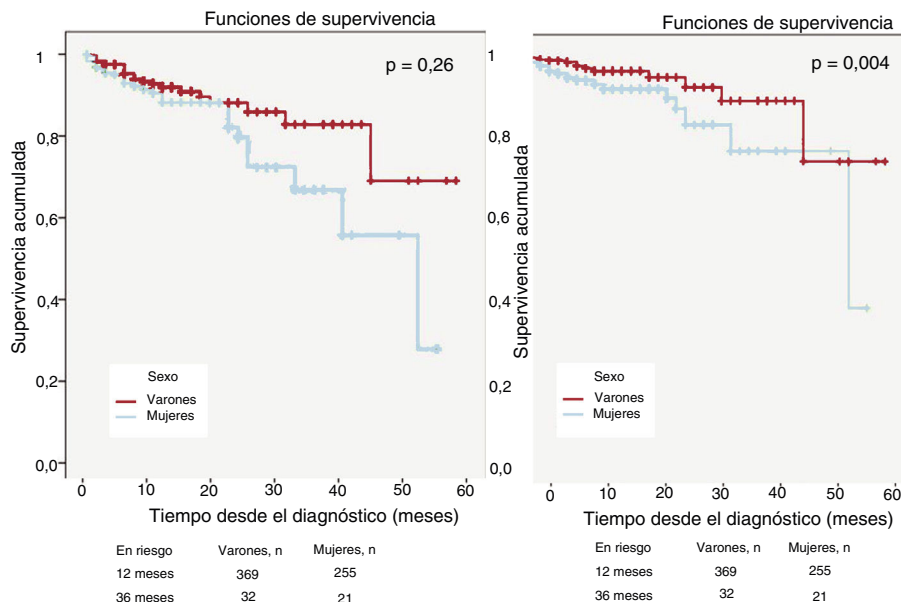 Funciones de supervivencia
p = 0,26
Supervivencia acumulada
1
0,8
0,6
0,4
0,2
0,0
Sexo
Varones
Mujeres
0 10 20 30 40 50 60
Tiempo desde el diagnóstico (meses)
En riesgo Varones, n Mujeres, n
12 meses 369 255
36 meses 32 21
Funciones de supervivencia
p = 0,004
Supervivencia acumulada
1
0,8
0,6
0,4
0,2
0,0
Sexo
Varones
Mujeres
0 10 20 30 40 50 60
Tiempo desde el diagnóstico (meses)
En riesgo Varones, n Mujeres, n
12 meses 369 255
36 meses 32 21